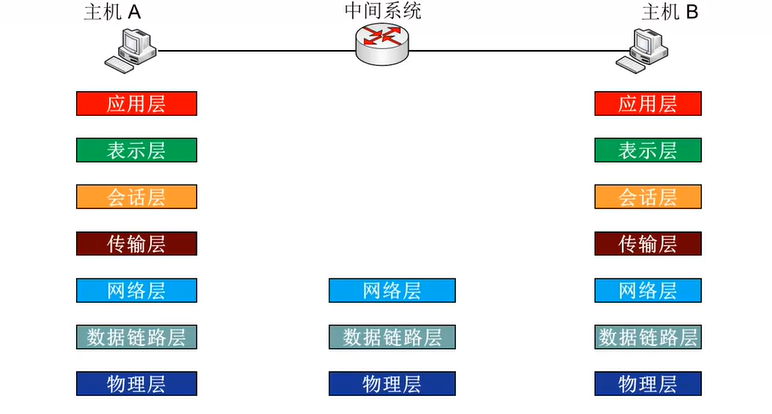 主机 A 中间系统 主机 B
应用层 应用层
表示层 表示层
会话层 会话层
传输层 传输层
网络层 网络层 网络层
数据链路层 数据链路层 数据链路层
物理层 物理层 物理层